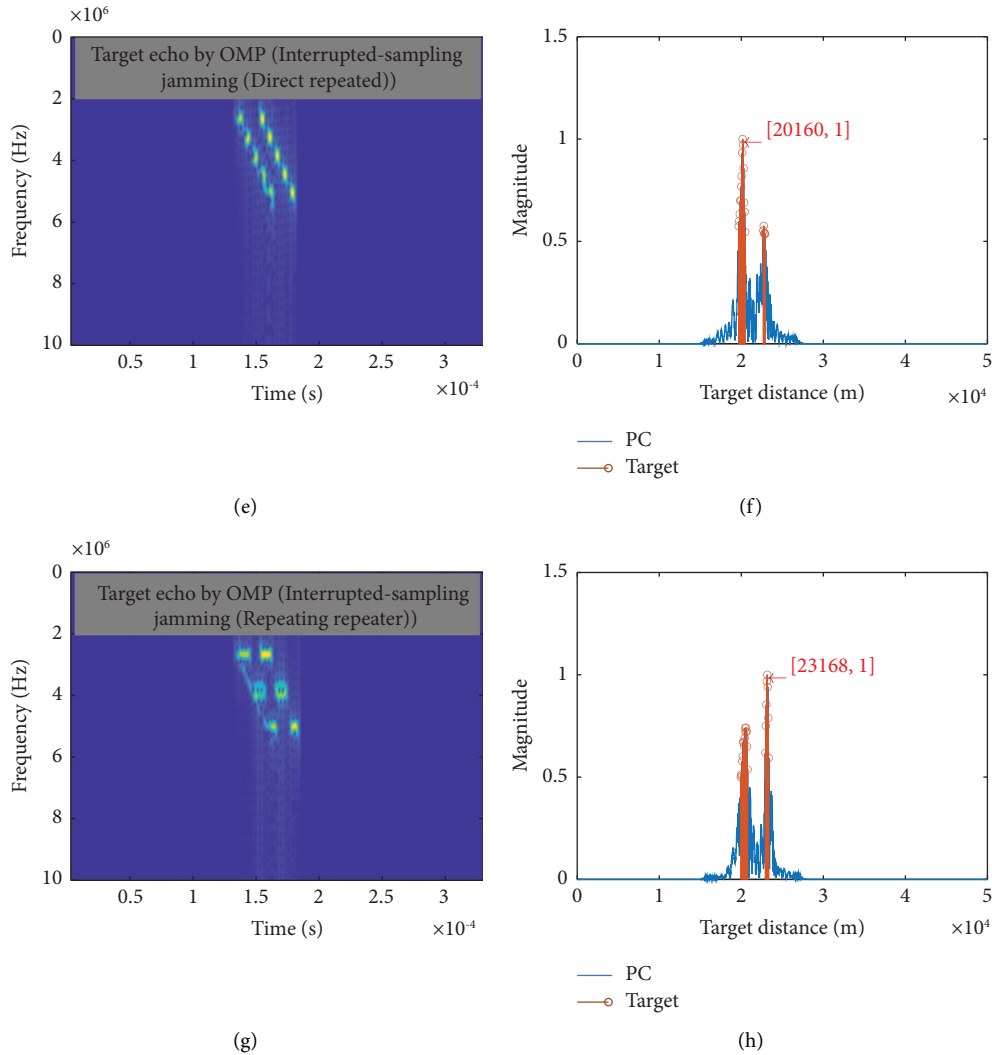 ×10⁶
0
2
4
6
8
10
Frequency (Hz)
Target echo by OMP (Interrupted-sampling
jamming (Direct repeated))
0.5 1 1.5 2 2.5 3
Time (s)
×10⁻⁴
(e)
1.5
1
0.5
0
Magnitude
[20160, 1]
0 1 2 3 4 5
Target distance (m)
×10⁴
PC
Target
(f)
×10⁶
0
2
4
6
8
10
Frequency (Hz)
Target echo by OMP (Interrupted-sampling
jamming (Repeating repeater))
0.5 1 1.5 2 2.5 3
Time (s)
×10⁻⁴
(g)
1.5
1
0.5
0
Magnitude
[23168, 1]
0 1 2 3 4 5
Target distance (m)
×10⁴
PC
Target
(h)